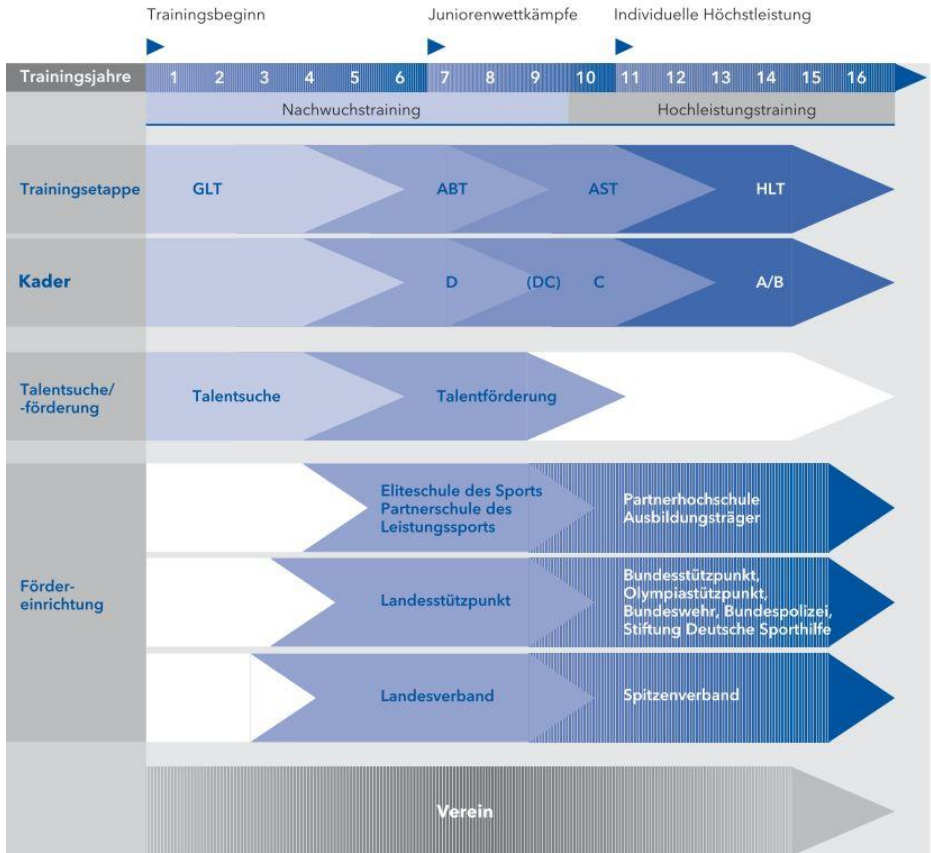 Trainingsbeginn Juniorenwettkämpfe Individuelle Höchstleistung
Trainingsjahre 1 2 3 4 5 6 7 8 9 10 11 12 13 14 15 16
Nachwuchstraining Hochleistungstraining
Trainingsetappe GLT ABT AST HLT
Kader D (DC) C A/B
Talentsuche/
-förderung
Talentsuche Talentförderung
Eliteschule des Sports
Partnerschule des
Leistungssports
Partnerhochschule
Ausbildungsträger
Förder-
einrichtung
Landesstützpunkt
Bundesstützpunkt,
Olympiastützpunkt,
Bundeswehr, Bundespolizei,
Stiftung Deutsche Sporthilfe
Landesverband Spitzenverband
Verein